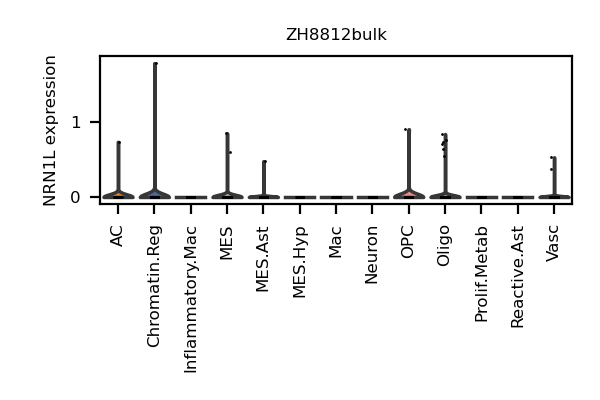 ZH8812bulk
NRN1L expression
1
0
AC
Chromatin.Reg
Inflammatory.Mac
MES
MES.Ast
MES.Hyp
Mac
Neuron
OPC
Oligo
Prolif.Metab
Reactive.Ast
Vasc